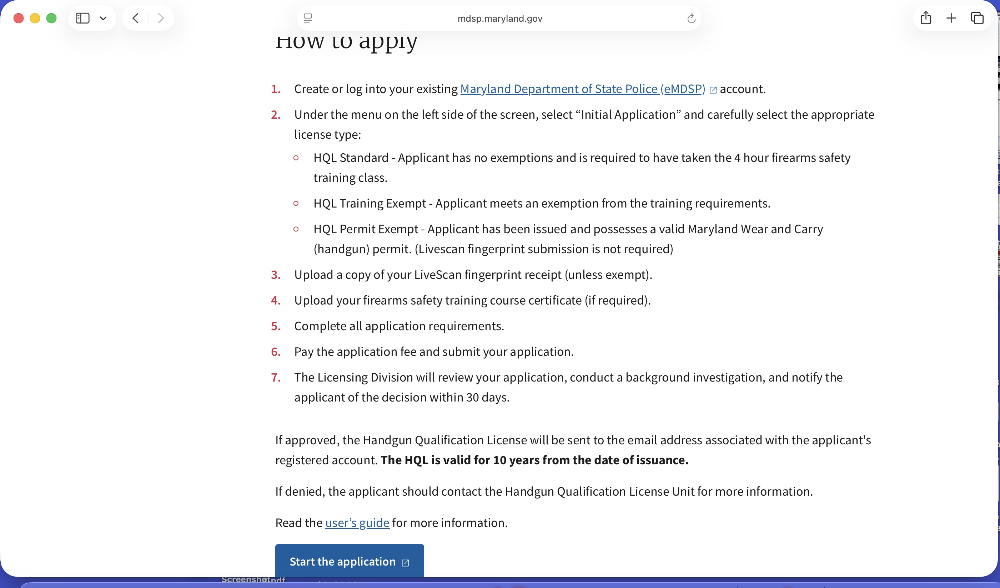 mdsp.maryland.gov
How to apply
1. Create or log into your existing Maryland Department of State Police (eMDSP) account.
2. Under the menu on the left side of the screen, select “Initial Application” and carefully select the appropriate
license type:
HQL Standard - Applicant has no exemptions and is required to have taken the 4 hour firearms safety
training class.
HQL Training Exempt - Applicant meets an exemption from the training requirements.
HQL Permit Exempt - Applicant has been issued and possesses a valid Maryland Wear and Carry
(handgun) permit. (Livescan fingerprint submission is not required)
3. Upload a copy of your LiveScan fingerprint receipt (unless exempt).
4. Upload your firearms safety training course certificate (if required).
5. Complete all application requirements.
6. Pay the application fee and submit your application.
7. The Licensing Division will review your application, conduct a background investigation, and notify the
applicant of the decision within 30 days.
If approved, the Handgun Qualification License will be sent to the email address associated with the applicant's
registered account. The HQL is valid for 10 years from the date of issuance.
If denied, the applicant should contact the Handgun Qualification License Unit for more information.
Read the user’s guide for more information.
Start the application